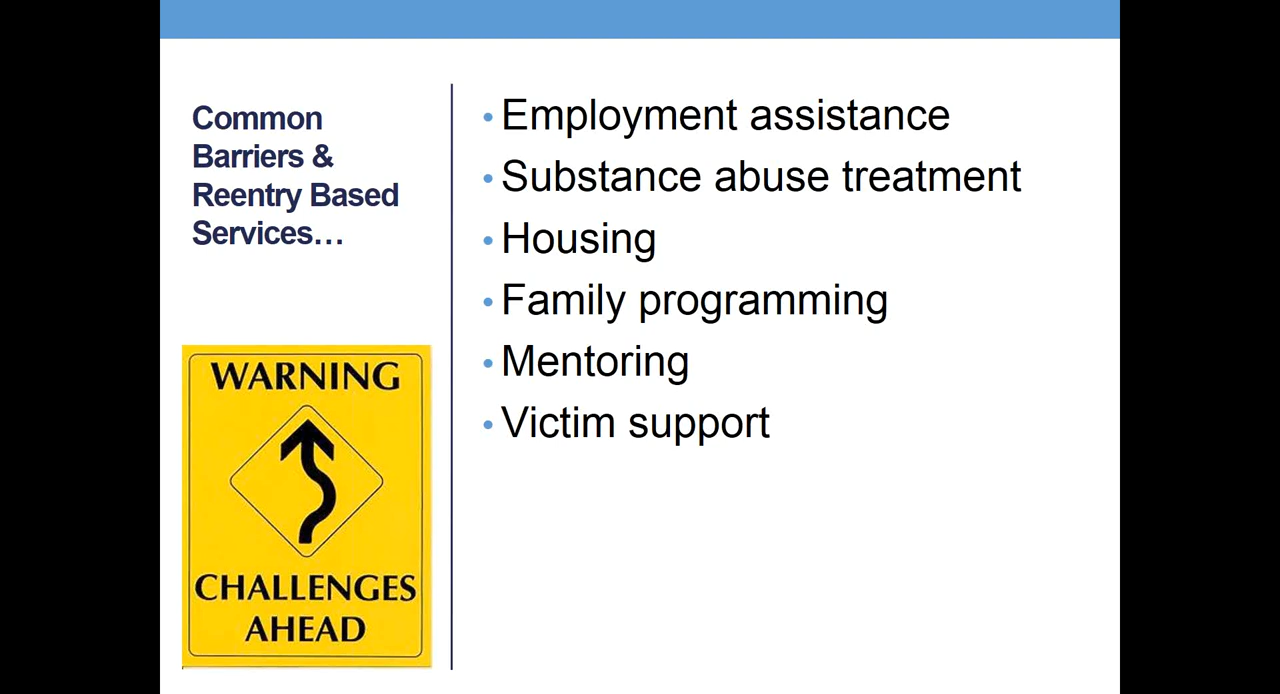 Common
Barriers &
Reentry Based
Services…
WARNING
CHALLENGES
AHEAD
• Employment assistance
• Substance abuse treatment
• Housing
• Family programming
• Mentoring
• Victim support